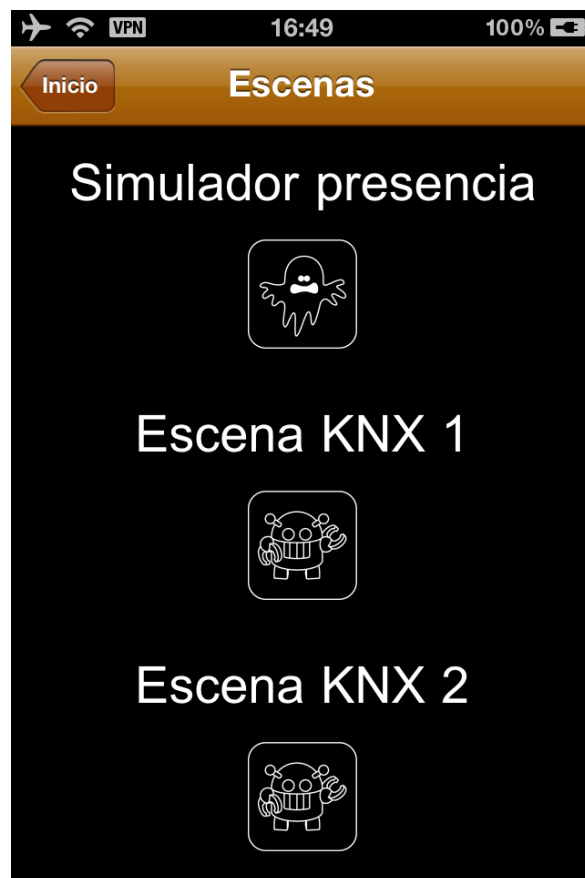 VPN 16:49 100%
Inicio Escenas
Simulador presencia
Escena KNX 1
Escena KNX 2